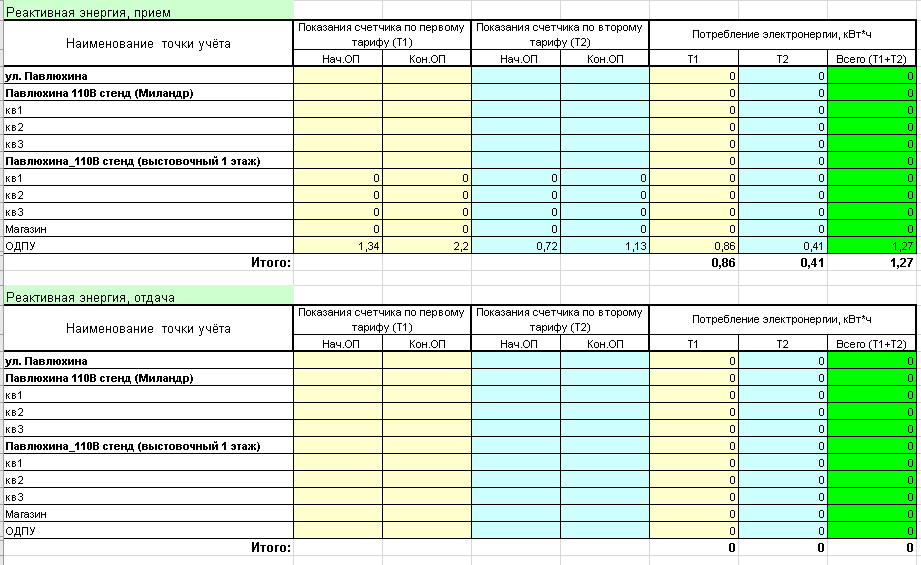 Реактивная энергия, прием
Наименование точки учёта
Показания счетчика по первому тарифу (Т1)
Показания счетчика по второму тарифу (Т2)
Потребление электронергии, кВт*ч
Нач.ОП Кон.ОП Нач.ОП Кон.ОП Т1 Т2 Всего (Т1+Т2)
ул. Павлюхина 0 0 0
Павлюхина 110В стенд (Миландр) 0 0 0
кв1 0 0 0
кв2 0 0 0
кв3 0 0 0
Павлюхина_110В стенд (выстовочный 1 этаж) 0 0 0
кв1 0 0 0 0 0 0 0
кв2 0 0 0 0 0 0 0
кв3 0 0 0 0 0 0 0
Магазин 0 0 0 0 0 0 0
ОДПУ 1,34 2,2 0,72 1,13 0,86 0,41 1,27
Итого: 0,86 0,41 1,27
Реактивная энергия, отдача
Наименование точки учёта
Показания счетчика по первому тарифу (Т1)
Показания счетчика по второму тарифу (Т2)
Потребление электронергии, кВт*ч
Нач.ОП Кон.ОП Нач.ОП Кон.ОП Т1 Т2 Всего (Т1+Т2)
ул. Павлюхина 0 0 0
Павлюхина 110В стенд (Миландр) 0 0 0
кв1 0 0 0
кв2 0 0 0
кв3 0 0 0
Павлюхина_110В стенд (выстовочный 1 этаж) 0 0 0
кв1 0 0 0
кв2 0 0 0
кв3 0 0 0
Магазин 0 0 0
ОДПУ 0 0 0
Итого: 0 0 0